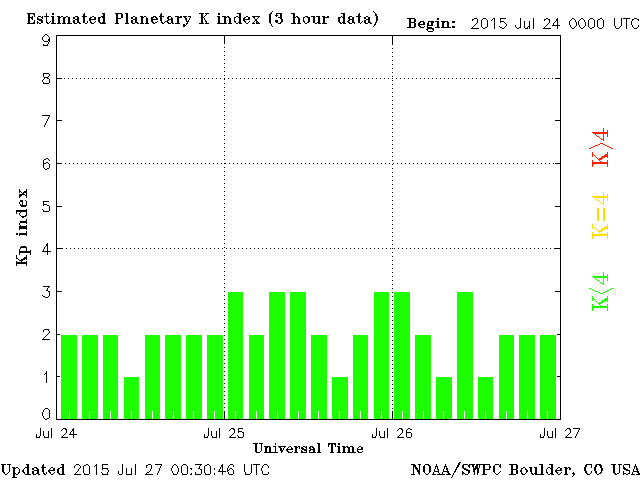 Estimated Planetary K index (3 hour data) Begin: 2015 Jul 24 0000 UTC
9
8
7
6
5
4
3
2
1
0
Kp index
K>4
K=4
K<4
Jul 24 Jul 25 Jul 26 Jul 27
Universal Time
Updated 2015 Jul 27 00:30:46 UTC NOAA/SWPC Boulder, CO USA